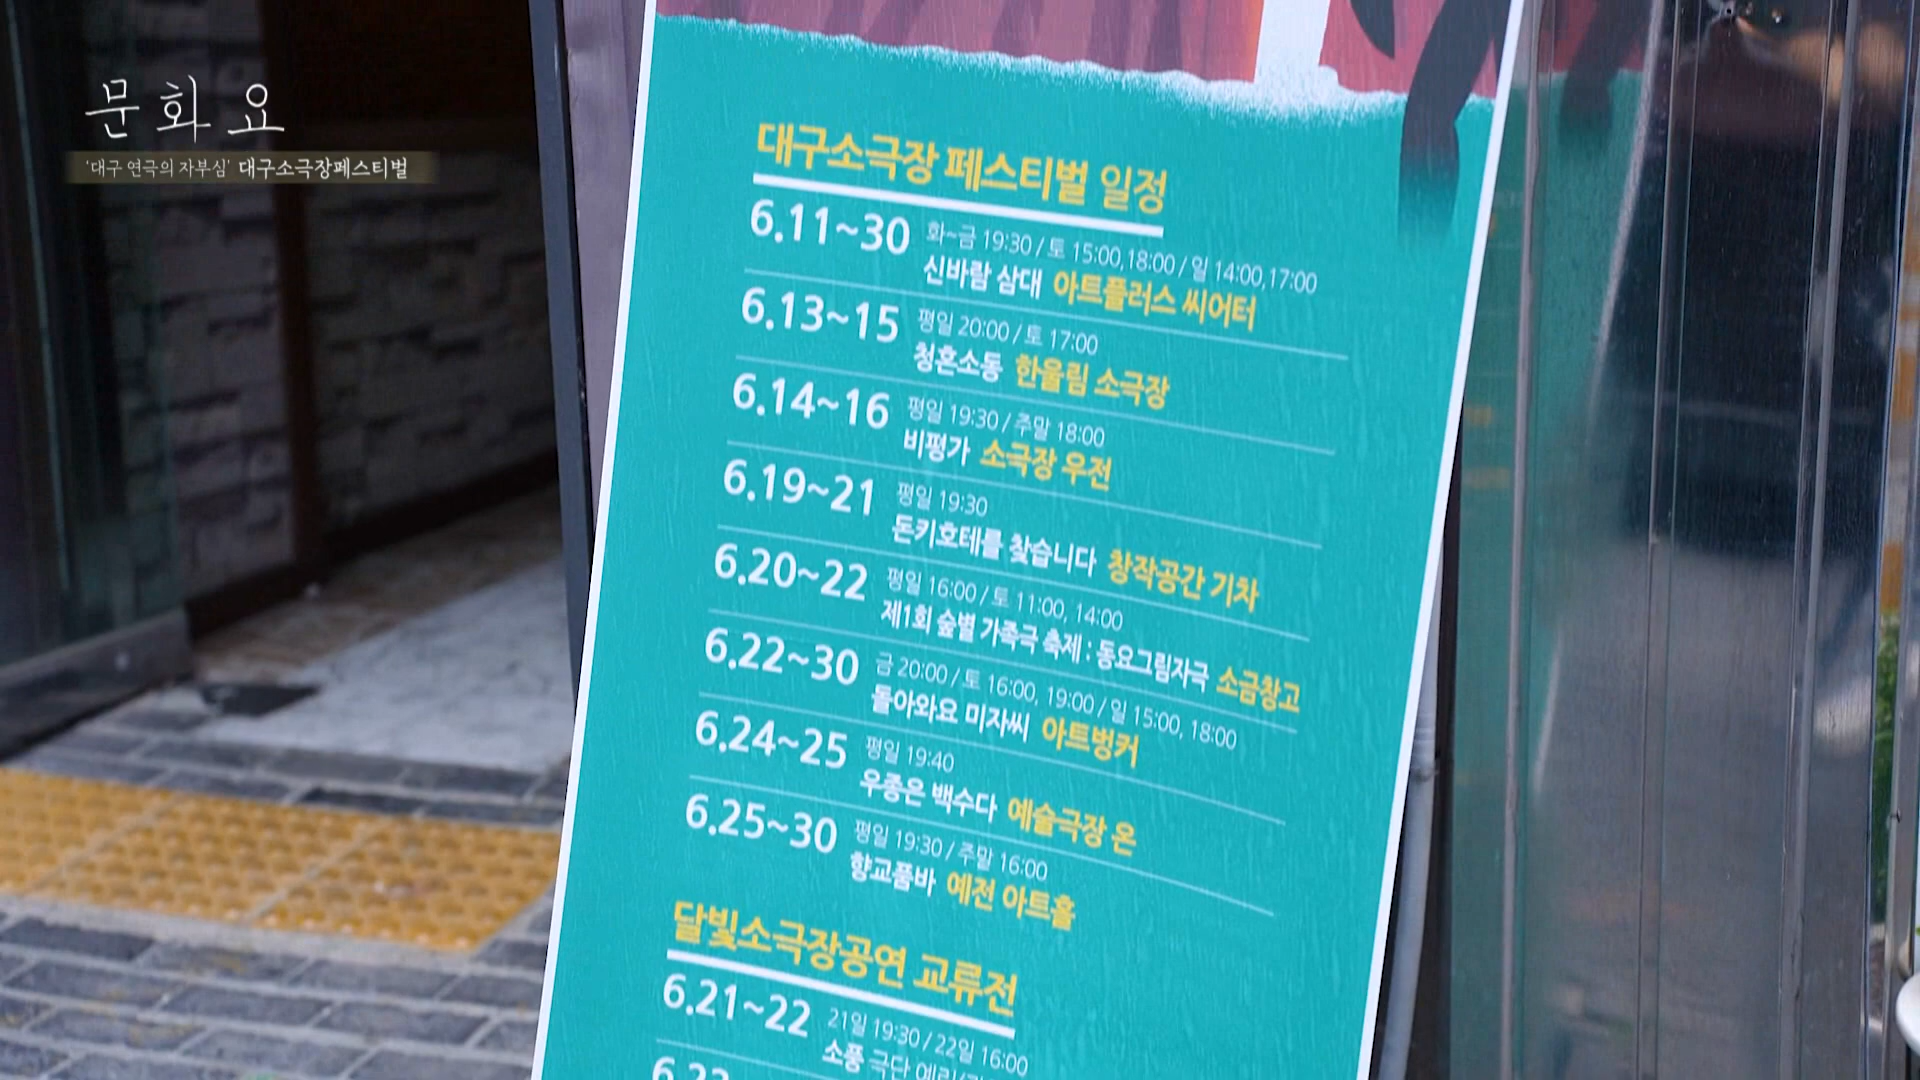 문화요
'대구 연극의 자부심' 대구소극장페스티벌
대구소극장 페스티벌 일정
6.11~30 화~금 19:30 / 토 15:00,18:00 / 일 14:00,17:00
신바람 삼대 아트플러스 씨어터
6.13~15 평일 20:00 / 토 17:00
청혼소동 한울림 소극장
6.14~16 평일 19:30 / 주말 18:00
비평가 소극장 우전
6.19~21 평일 19:30
돈키호테를 찾습니다 창작공간 기차
6.20~22 평일 16:00 / 토 11:00, 14:00
제1회 숲별 가족극 축제 : 동요그림자극 소금창고
6.22~30 금 20:00 / 토 16:00, 19:00 / 일 15:00, 18:00
돌아와요 미자씨 아트벙커
6.24~25 평일 19:40
우종은 백수다 예술극장 온
6.25~30 평일 19:30 / 주말 16:00
향교품바 예전 아트홀
달빛소극장공연 교류전
6.21~22 21일 19:30 / 22일 16:00
소풍 극단